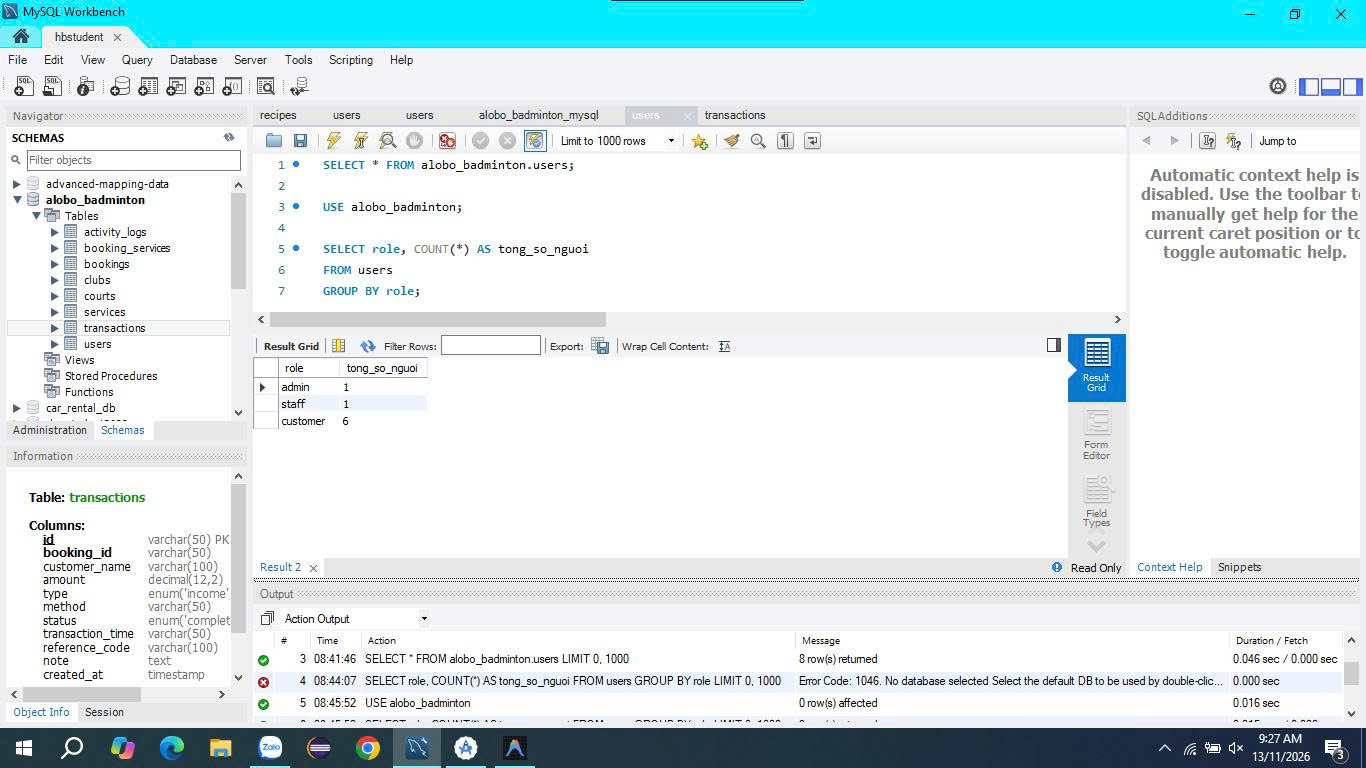 MySQL Workbench
hbstudent
File Edit View Query Database Server Tools Scripting Help
Navigator
SCHEMAS
Filter objects
advanced-mapping-data
alobo_badminton
Tables
activity_logs
booking_services
bookings
clubs
courts
services
transactions
users
Views
Stored Procedures
Functions
car_rental_db
Administration Schemas
Information
Table: transactions
Columns:
id varchar(50) PK
booking_id varchar(50)
customer_name varchar(100)
amount decimal(12,2)
type enum('income'
method varchar(50)
status enum('complet
transaction_time varchar(50)
reference_code varchar(100)
note text
created_at timestamp
Object Info Session
recipes users users alobo_badminton_mysql users transactions
Limit to 1000 rows
1 SELECT * FROM alobo_badminton.users;
2
3 USE alobo_badminton;
4
5 SELECT role, COUNT(*) AS tong_so_nguoi
6 FROM users
7 GROUP BY role;
Result Grid Filter Rows: Export: Wrap Cell Content:
role tong_so_nguoi
admin 1
staff 1
customer 6
Result Grid
Form Editor
Field Types
Result 2
Read Only
SQLAdditions
Jump to
Automatic context help is
disabled. Use the toolbar to
manually get help for the
current caret position or to
toggle automatic help.
Context Help Snippets
Output
Action Output
# Time Action Message Duration / Fetch
3 08:41:46 SELECT * FROM alobo_badminton.users LIMIT 0, 1000 8 row(s) returned 0.046 sec / 0.000 sec
4 08:44:07 SELECT role, COUNT(*) AS tong_so_nguoi FROM users GROUP BY role LIMIT 0, 1000 Error Code: 1046. No database selected Select the default DB to be used by double-clic... 0.000 sec
5 08:45:52 USE alobo_badminton 0 row(s) affected 0.016 sec
Zalo
9:27 AM
13/11/2026
3